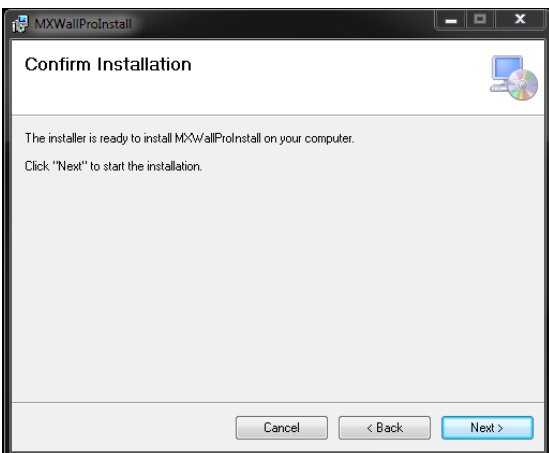 MXWallProInstall
Confirm Installation
The installer is ready to install MXWallProInstall on your computer.
Click "Next" to start the installation.
Cancel
< Back
Next >